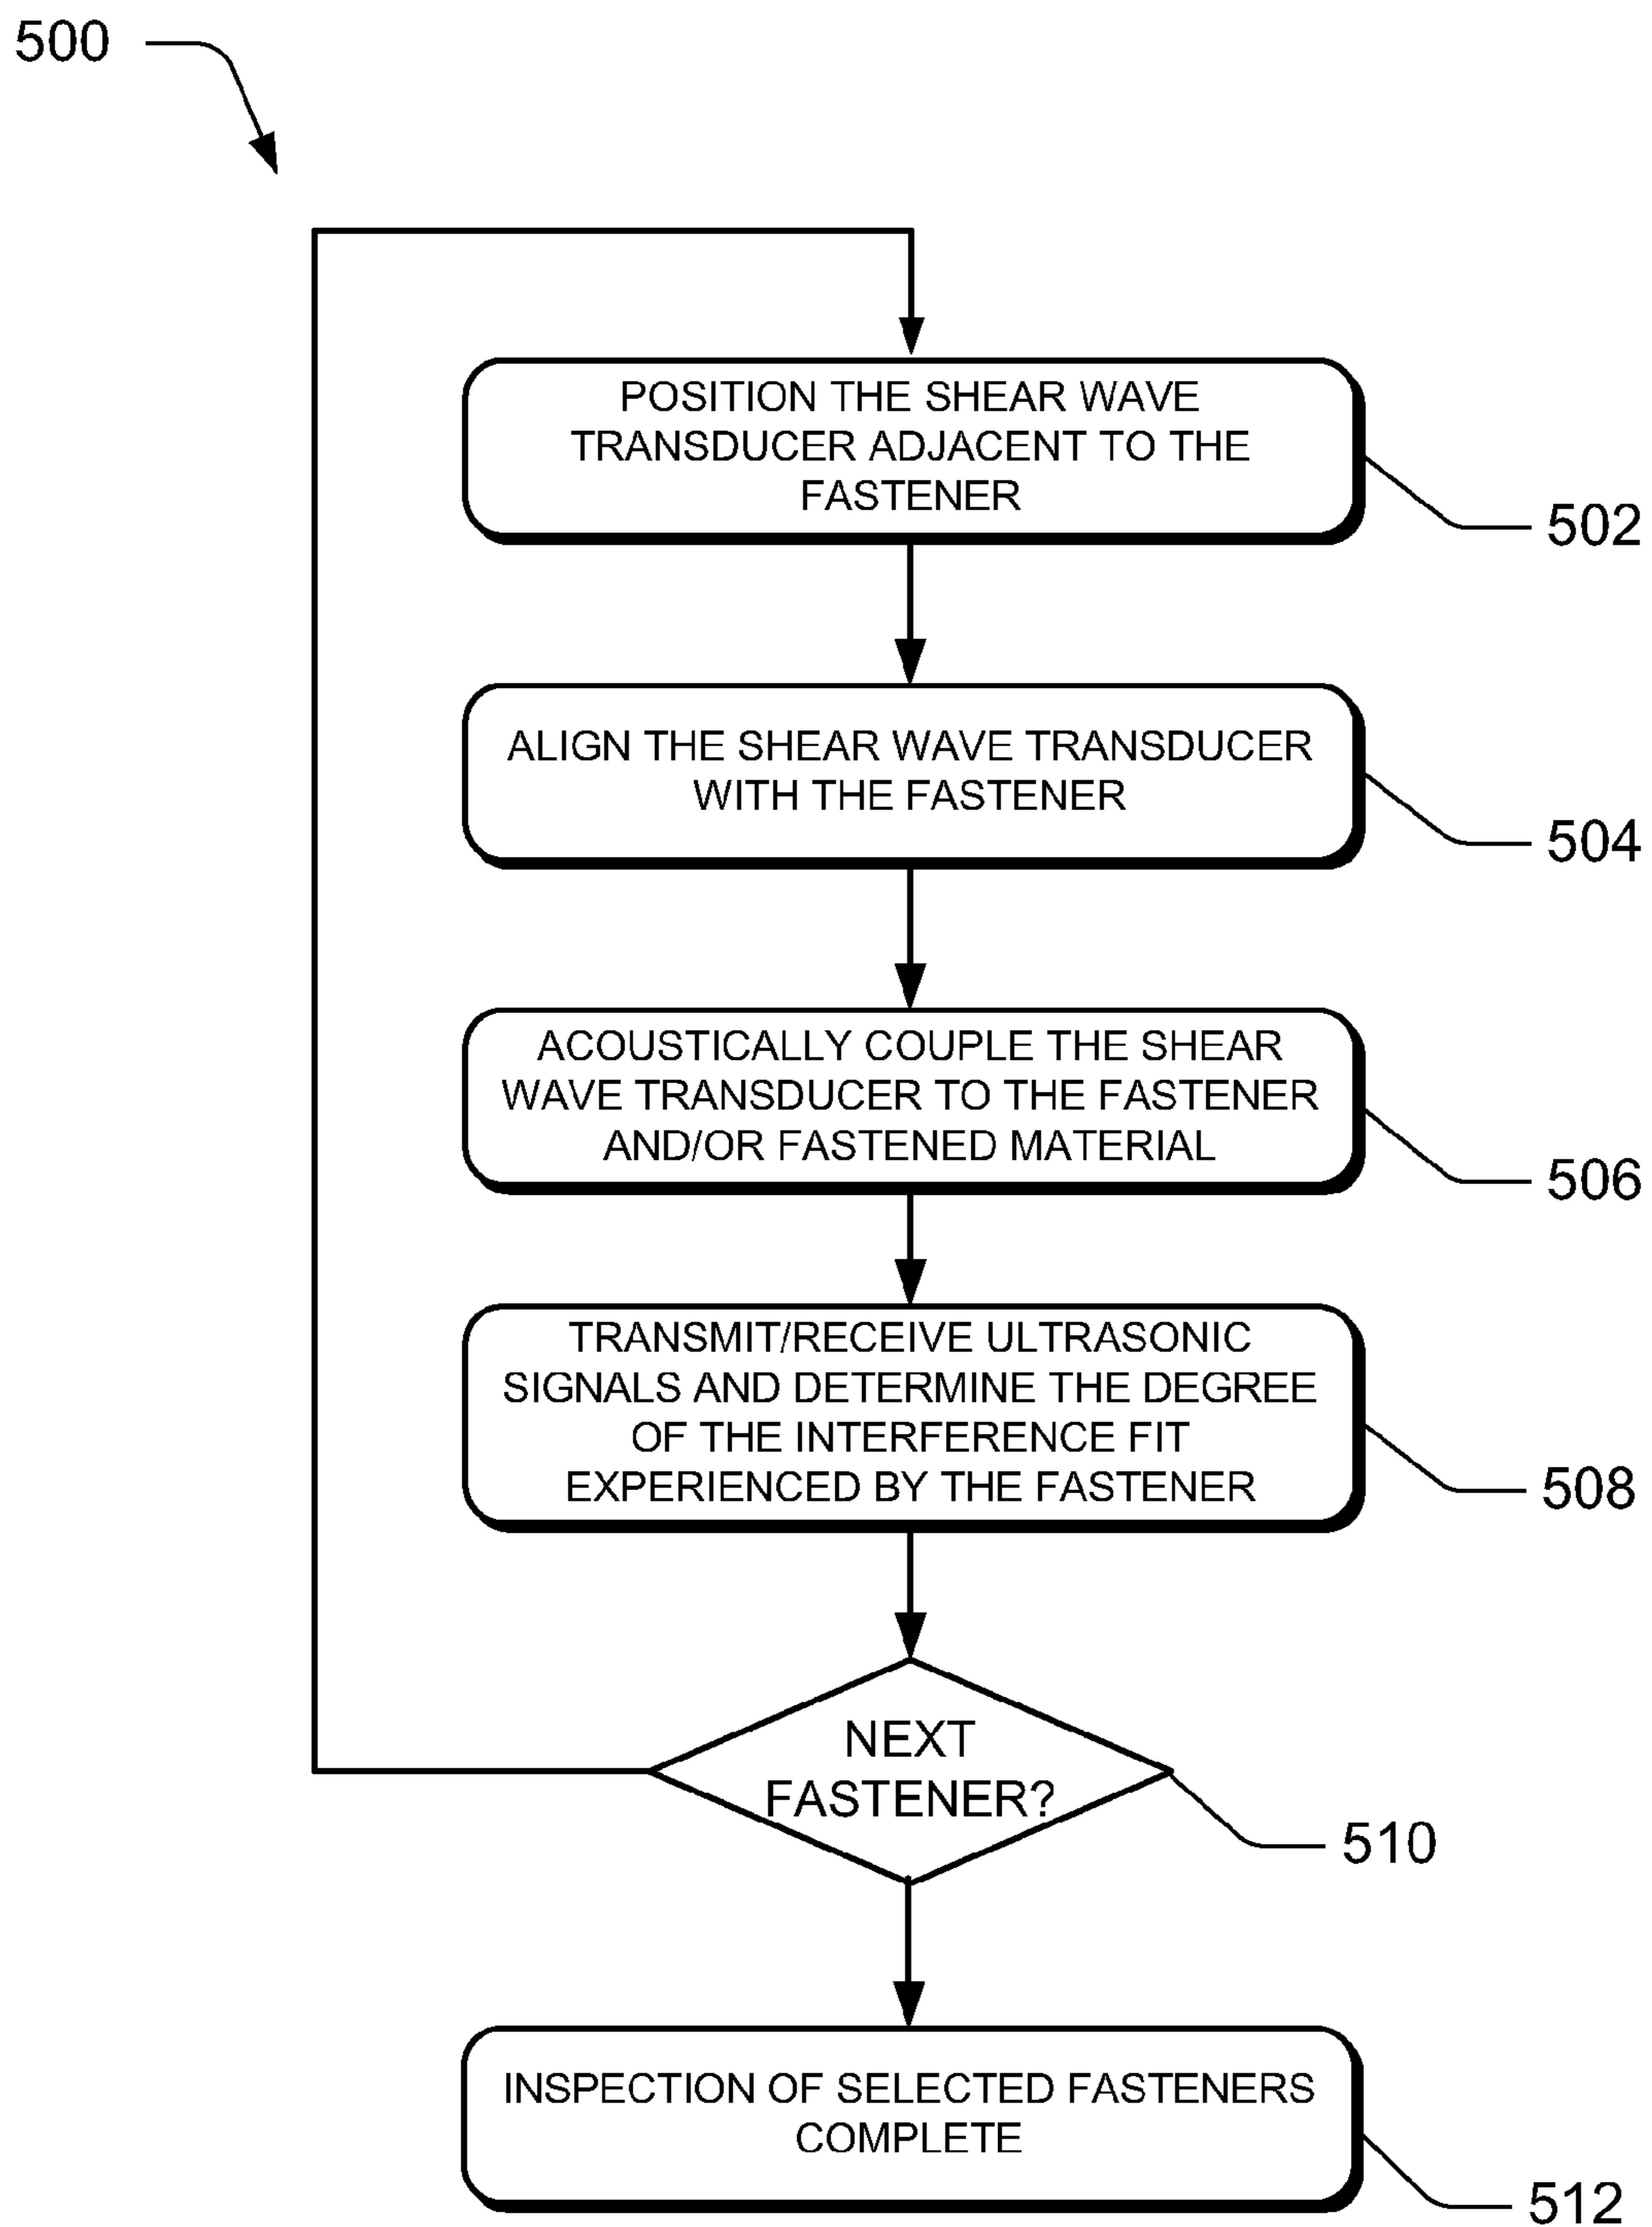 500
POSITION THE SHEAR WAVE
TRANSDUCER ADJACENT TO THE
FASTENER
502
ALIGN THE SHEAR WAVE TRANSDUCER
WITH THE FASTENER
504
ACOUSTICALLY COUPLE THE SHEAR
WAVE TRANSDUCER TO THE FASTENER
AND/OR FASTENED MATERIAL
506
TRANSMIT/RECEIVE ULTRASONIC
SIGNALS AND DETERMINE THE DEGREE
OF THE INTERFERENCE FIT
EXPERIENCED BY THE FASTENER
508
NEXT
FASTENER?
510
INSPECTION OF SELECTED FASTENERS
COMPLETE
512